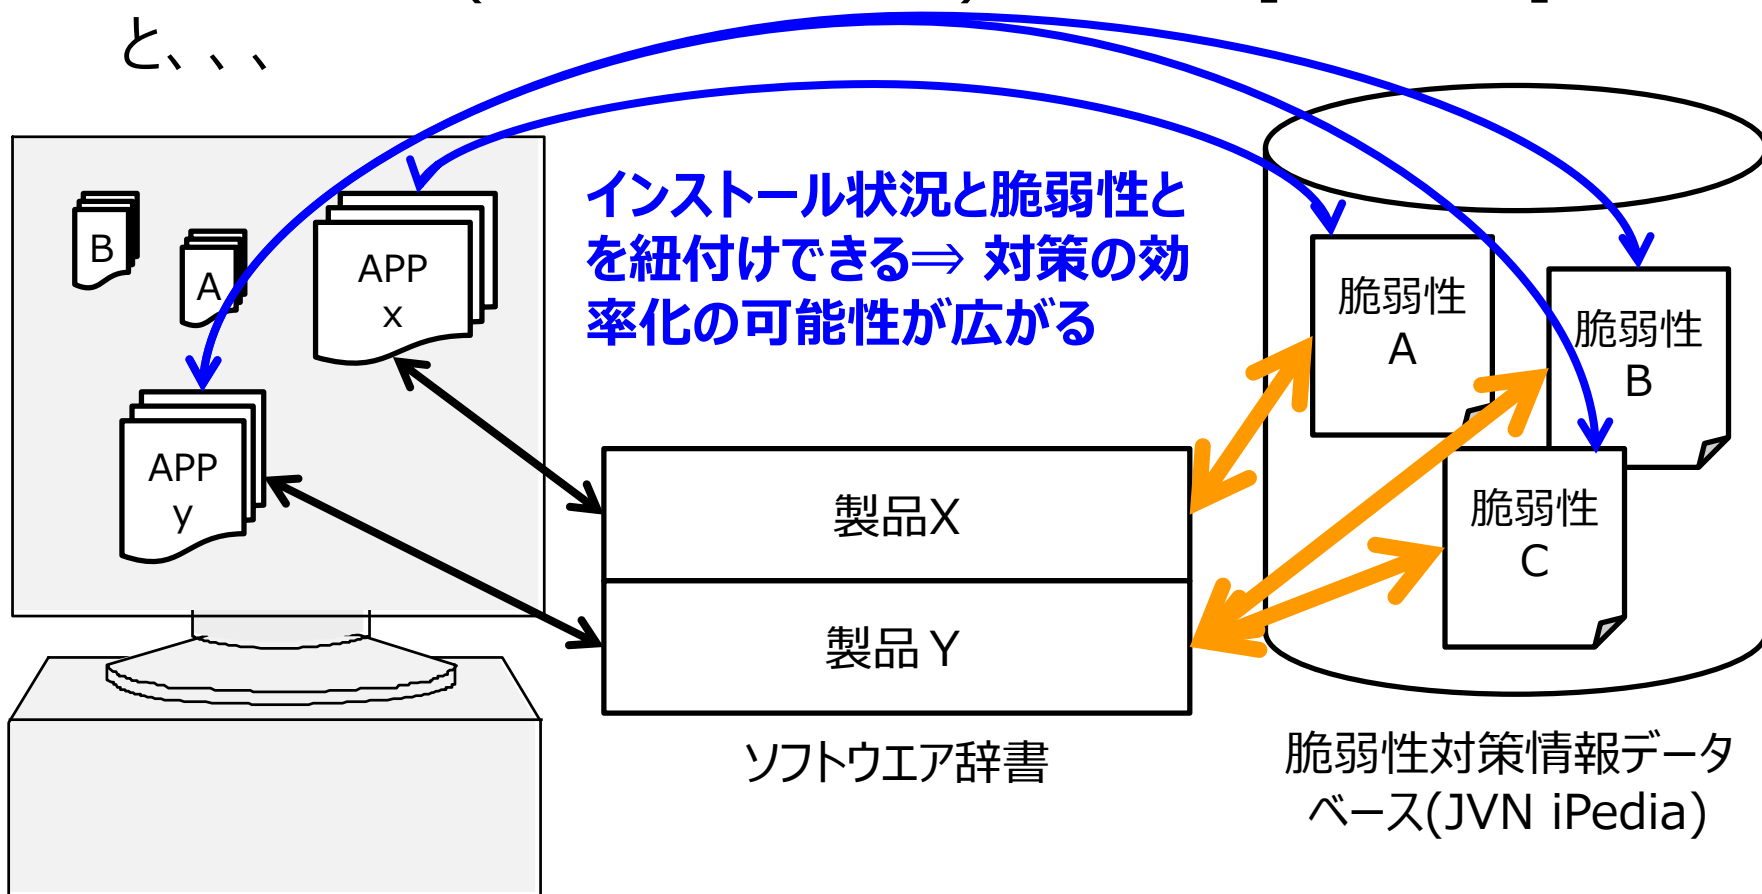 と、、、
インストール状況と脆弱性と
を紐付けできる⇒ 対策の効
率化の可能性が広がる
B
A
APP
x
APP
y
製品X
製品 Y
ソフトウエア辞書
脆弱性
A
脆弱性
B
脆弱性
C
脆弱性対策情報データ
ベース(JVN iPedia)